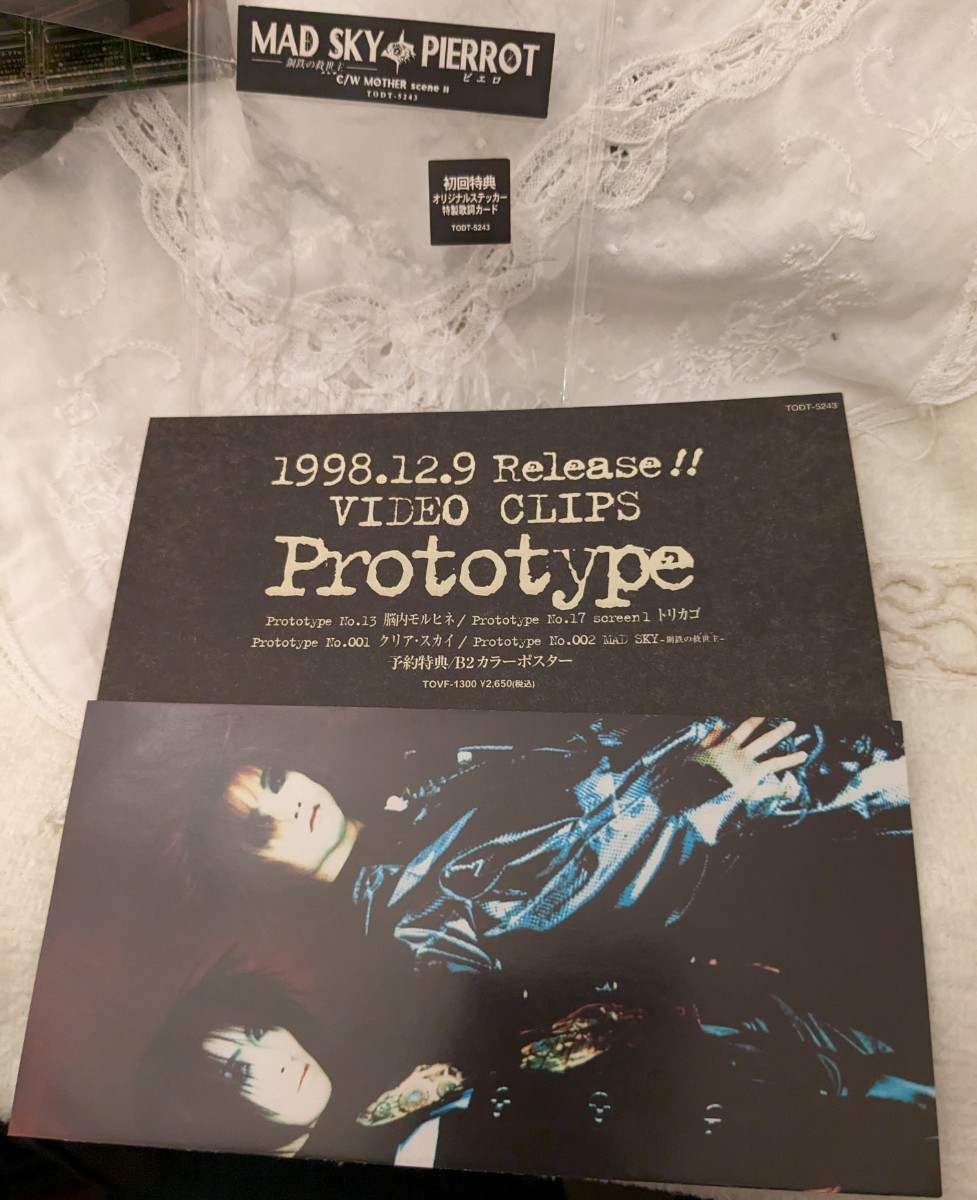 MAD SKY PIERROT
鋼鉄の救世主 ピエロ
C/W MOTHER scene II
TODT-5243
初回特典
オリジナルステッカー
特製歌詞カード
TODT-5243
TODT-5243
1998.12.9 Release!!
VIDEO CLIPS
Prototype
Prototype No.13 脳内モルヒネ/ Prototype No.17 screen1 トリカゴ
Prototype No.001 クリア・スカイ/ Prototype No.002 MAD SKY-鋼鉄の救世主-
予約特典/B2カラーポスター
TOVF-1300 ¥2,650(税込)